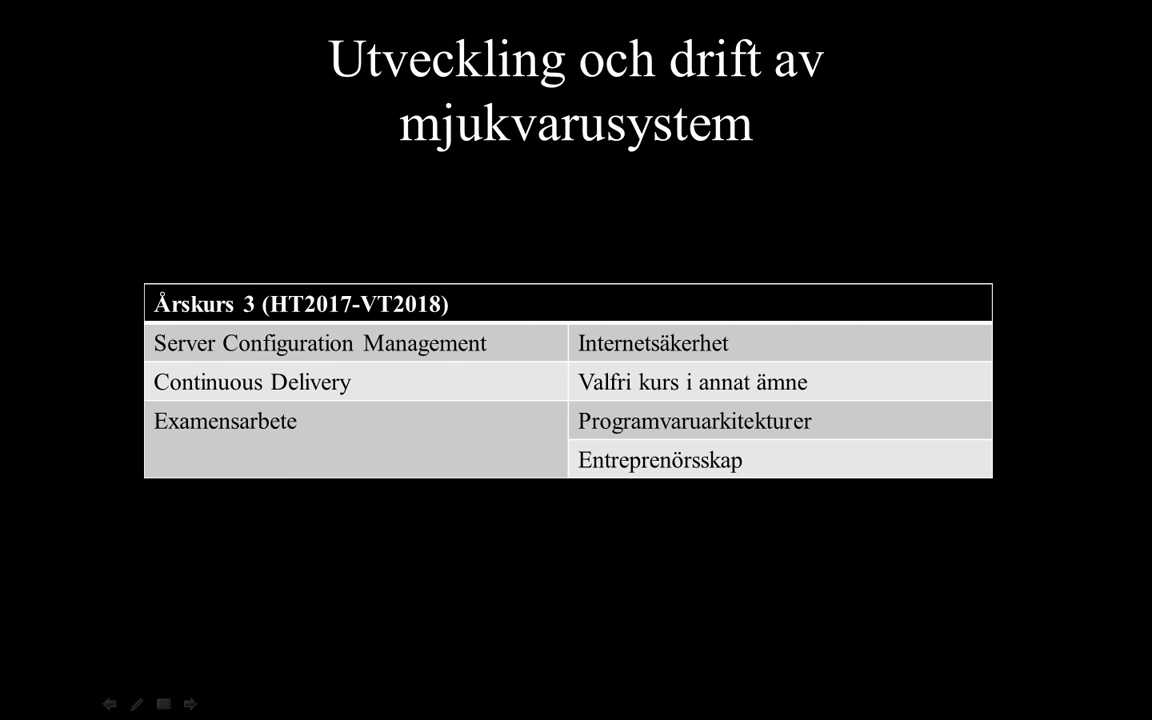 Utveckling och drift av
mjukvarusystem
Årskurs 3 (HT2017-VT2018)
Server Configuration Management
Internetsäkerhet
Continuous Delivery
Valfri kurs i annat ämne
Examensarbete
Programvaruarkitekturer
Entreprenörsskap